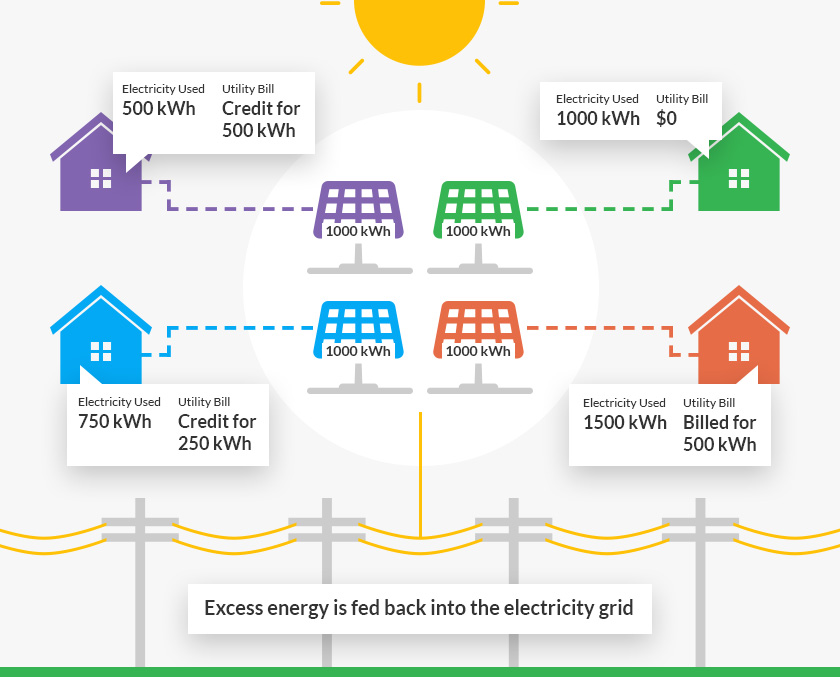 Electricity Used Utility Bill
500 kWh Credit for
500 kWh
Electricity Used Utility Bill
1000 kWh $0
1000 kWh 1000 kWh
1000 kWh 1000 kWh
Electricity Used Utility Bill
750 kWh Credit for
250 kWh
Electricity Used Utility Bill
1500 kWh Billed for
500 kWh
Excess energy is fed back into the electricity grid